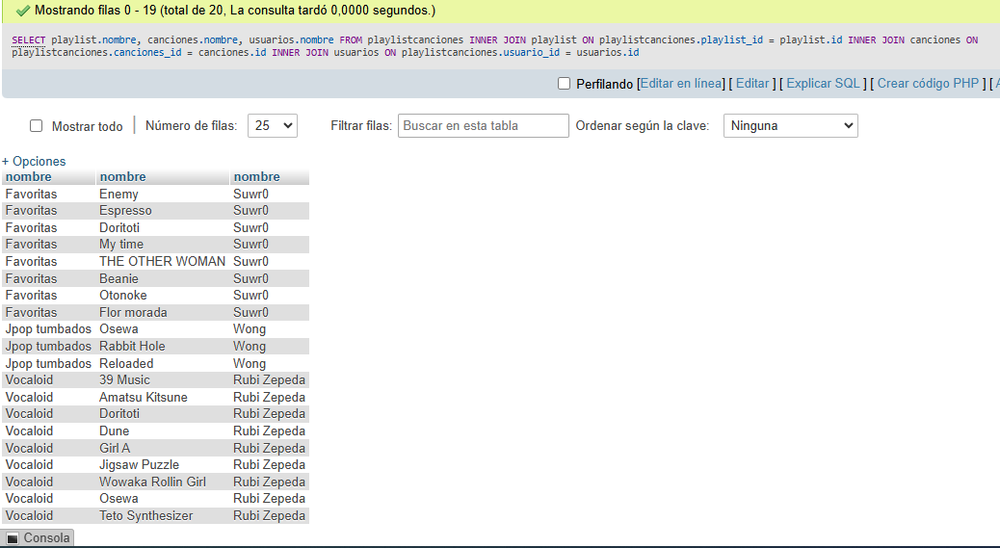 Mostrando filas 0 - 19 (total de 20, La consulta tardó 0,0000 segundos.)
SELECT playlist.nombre, canciones.nombre, usuarios.nombre FROM playlistcanciones INNER JOIN playlist ON playlistcanciones.playlist_id = playlist.id INNER JOIN canciones ON
playlistcanciones.canciones_id = canciones.id INNER JOIN usuarios ON playlistcanciones.usuario_id = usuarios.id
Perfilando [Editar en línea] [ Editar ] [ Explicar SQL ] [ Crear código PHP ] [
Mostrar todo | Número de filas: 25 Filtrar filas: Buscar en esta tabla Ordenar según la clave: Ninguna
+ Opciones
nombre nombre nombre
Favoritas Enemy Suwr0
Favoritas Espresso Suwr0
Favoritas Doritoti Suwr0
Favoritas My time Suwr0
Favoritas THE OTHER WOMAN Suwr0
Favoritas Beanie Suwr0
Favoritas Otonoke Suwr0
Favoritas Flor morada Suwr0
Jpop tumbados Osewa Wong
Jpop tumbados Rabbit Hole Wong
Jpop tumbados Reloaded Wong
Vocaloid 39 Music Rubi Zepeda
Vocaloid Amatsu Kitsune Rubi Zepeda
Vocaloid Doritoti Rubi Zepeda
Vocaloid Dune Rubi Zepeda
Vocaloid Girl A Rubi Zepeda
Vocaloid Jigsaw Puzzle Rubi Zepeda
Vocaloid Wowaka Rollin Girl Rubi Zepeda
Vocaloid Osewa Rubi Zepeda
Vocaloid Teto Synthesizer Rubi Zepeda
Consola